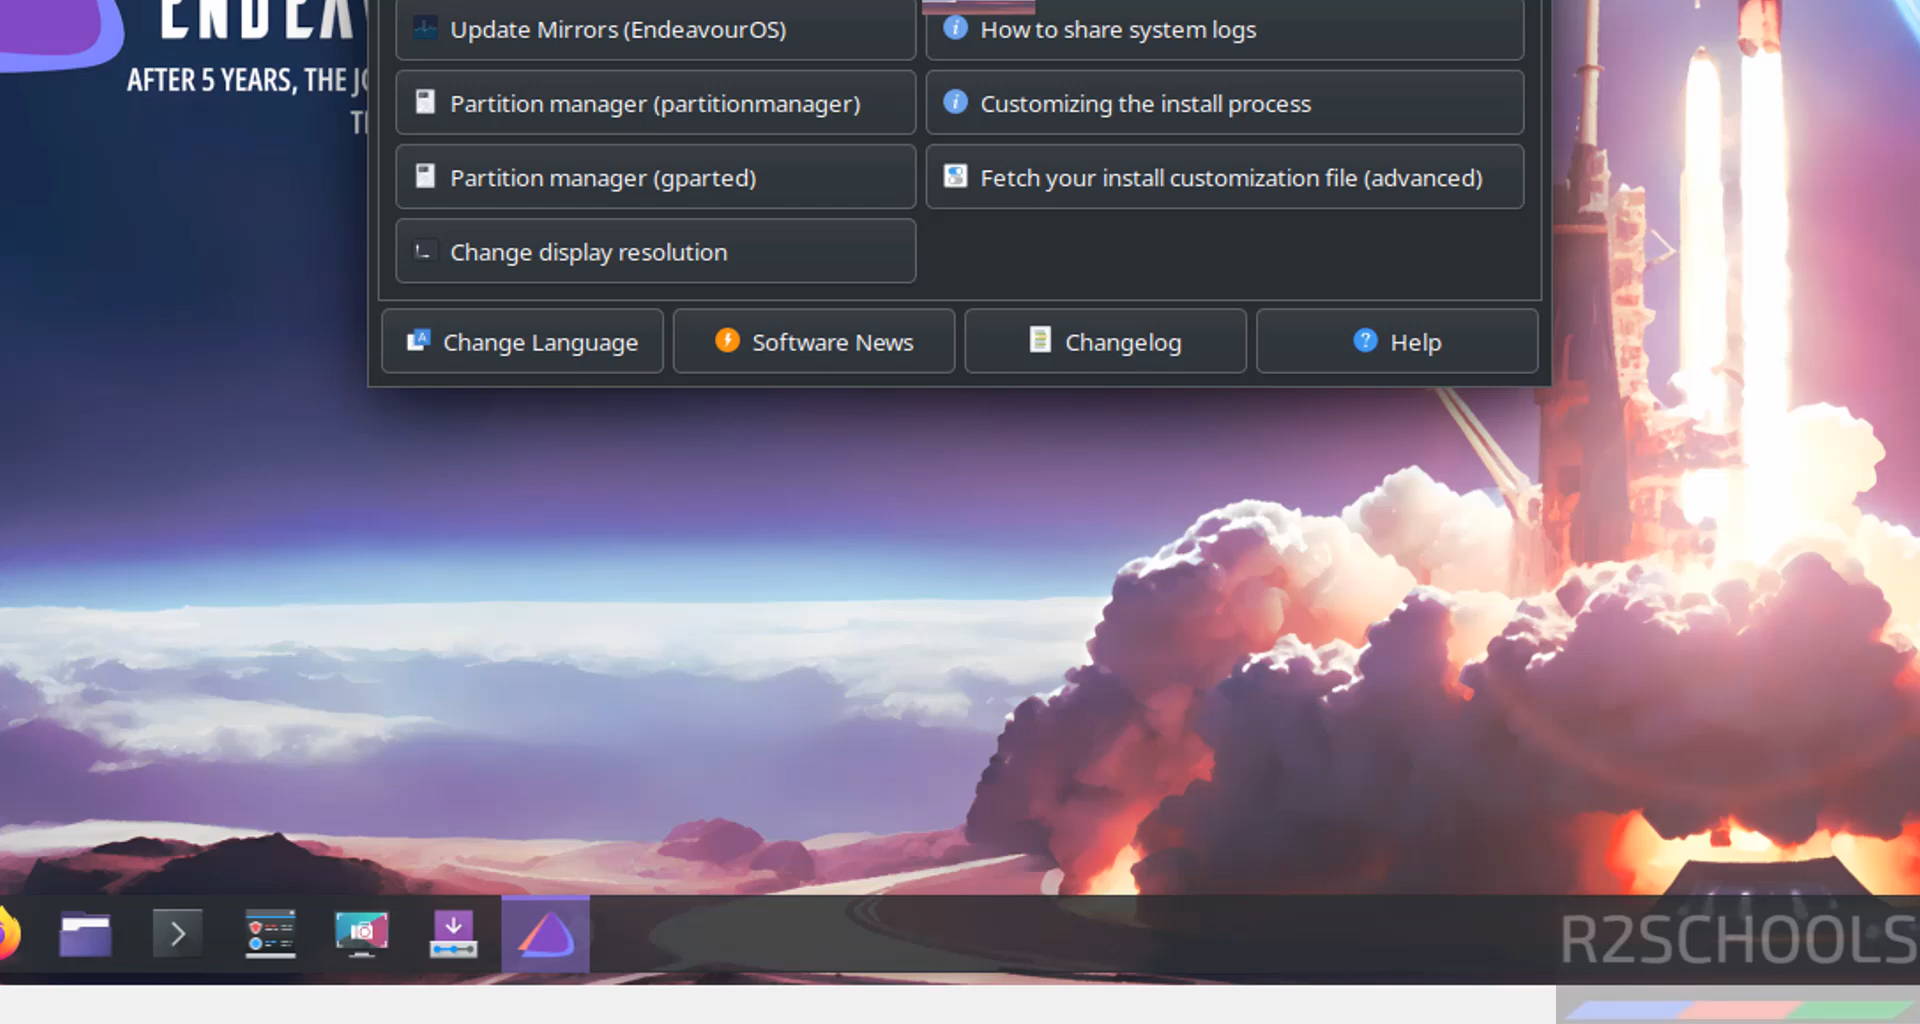 ENDEA
AFTER 5 YEARS, THE
Update Mirrors (EndeavourOS)
How to share system logs
Partition manager (partitionmanager)
Customizing the install process
Partition manager (gparted)
Fetch your install customization file (advanced)
Change display resolution
Change Language
Software News
Changelog
Help
R2SCHOOLS